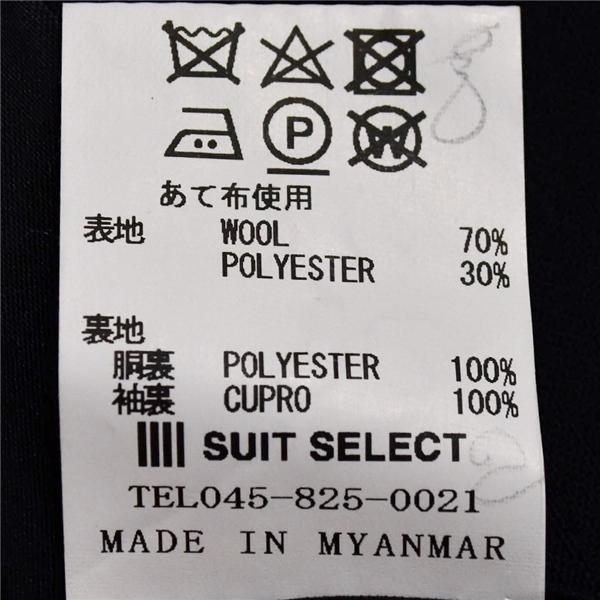 P
W
あて布使用
表地 WOOL 70%
POLYESTER 30%
裏地
胴裏 POLYESTER 100%
袖裏 CUPRO 100%
SUIT SELECT
TEL045-825-0021
MADE IN MYANMAR